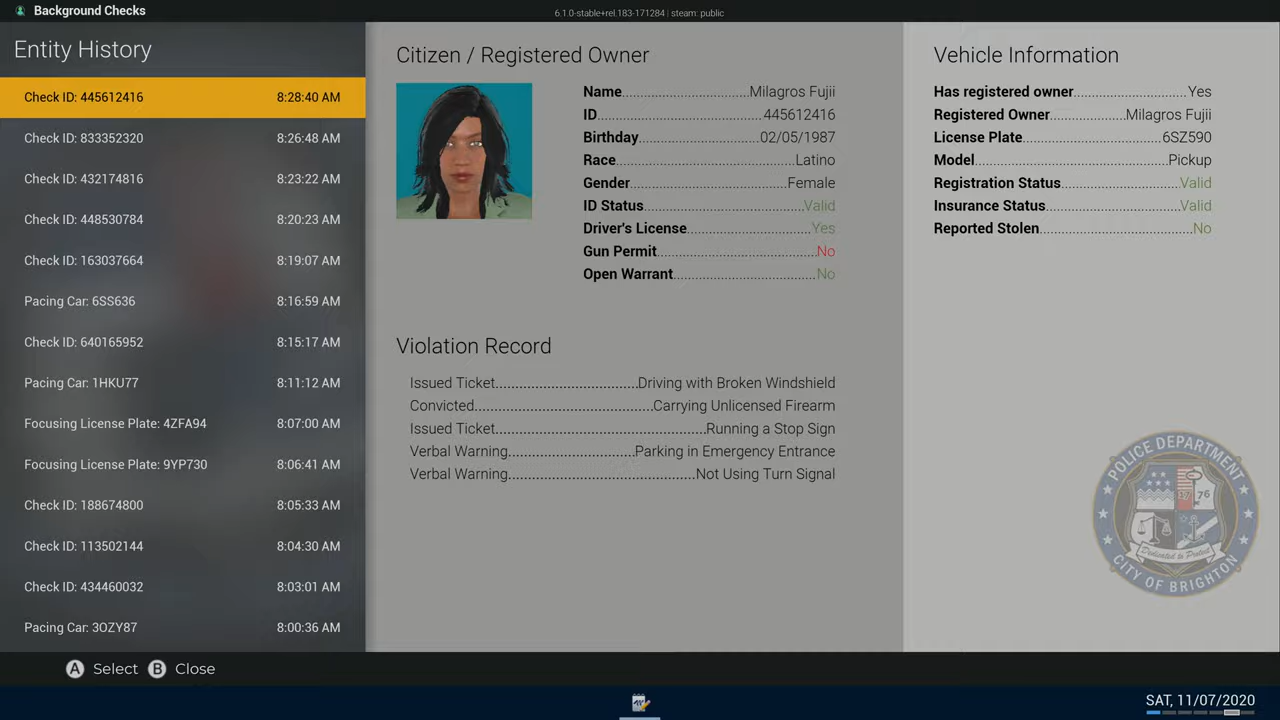 Background Checks
6.1.0-stable+rel.183-171284 | steam: public
Entity History
Check ID: 445612416 8:28:40 AM
Check ID: 833352320 8:26:48 AM
Check ID: 432174816 8:23:22 AM
Check ID: 448530784 8:20:23 AM
Check ID: 163037664 8:19:07 AM
Pacing Car: 6SS636 8:16:59 AM
Check ID: 640165952 8:15:17 AM
Pacing Car: 1HKU77 8:11:12 AM
Focusing License Plate: 4ZFA94 8:07:00 AM
Focusing License Plate: 9YP730 8:06:41 AM
Check ID: 188674800 8:05:33 AM
Check ID: 113502144 8:04:30 AM
Check ID: 434460032 8:03:01 AM
Pacing Car: 3OZY87 8:00:36 AM
Citizen / Registered Owner
Name Milagros Fujii
ID 445612416
Birthday 02/05/1987
Race Latino
Gender Female
ID Status Valid
Driver's License Yes
Gun Permit No
Open Warrant No
Violation Record
Issued Ticket Driving with Broken Windshield
Convicted Carrying Unlicensed Firearm
Issued Ticket Running a Stop Sign
Verbal Warning Parking in Emergency Entrance
Verbal Warning Not Using Turn Signal
Vehicle Information
Has registered owner Yes
Registered Owner Milagros Fujii
License Plate 6SZ590
Model Pickup
Registration Status Valid
Insurance Status Valid
Reported Stolen No
POLICE DEPARTMENT
17 76
Dedicated to Protect
CITY OF BRIGHTON
A Select B Close
SAT, 11/07/2020